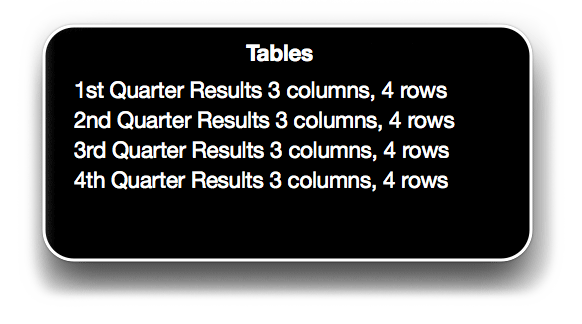 Tables
1st Quarter Results 3 columns, 4 rows
2nd Quarter Results 3 columns, 4 rows
3rd Quarter Results 3 columns, 4 rows
4th Quarter Results 3 columns, 4 rows